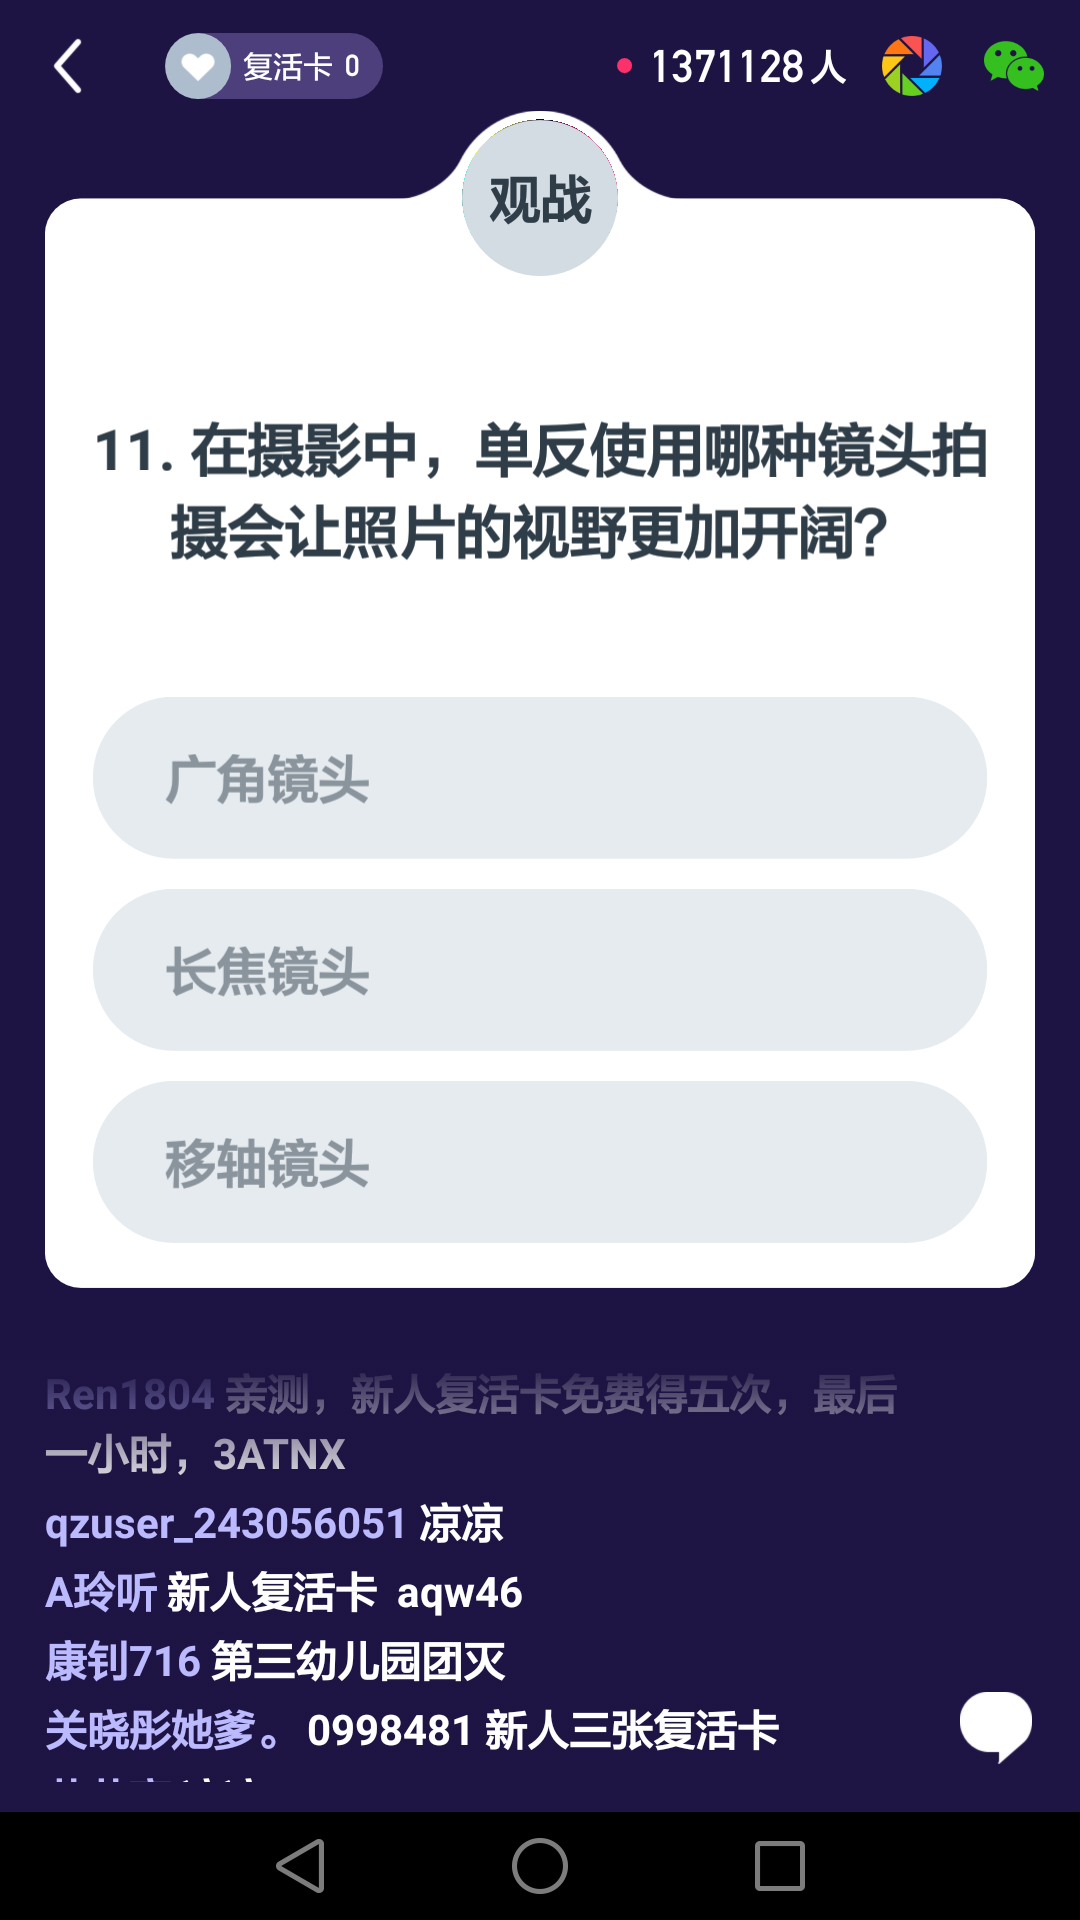 复活卡 0
1371128人
观战
11. 在摄影中，单反使用哪种镜头拍
摄会让照片的视野更加开阔?
广角镜头
长焦镜头
移轴镜头
Ren1804 亲测，新人复活卡免费得五次，最后
一小时，3ATNX
qzuser_243056051 凉凉
A玲听 新人复活卡 aqw46
康钊716 第三幼儿园团灭
关晓彤她爹。 0998481 新人三张复活卡